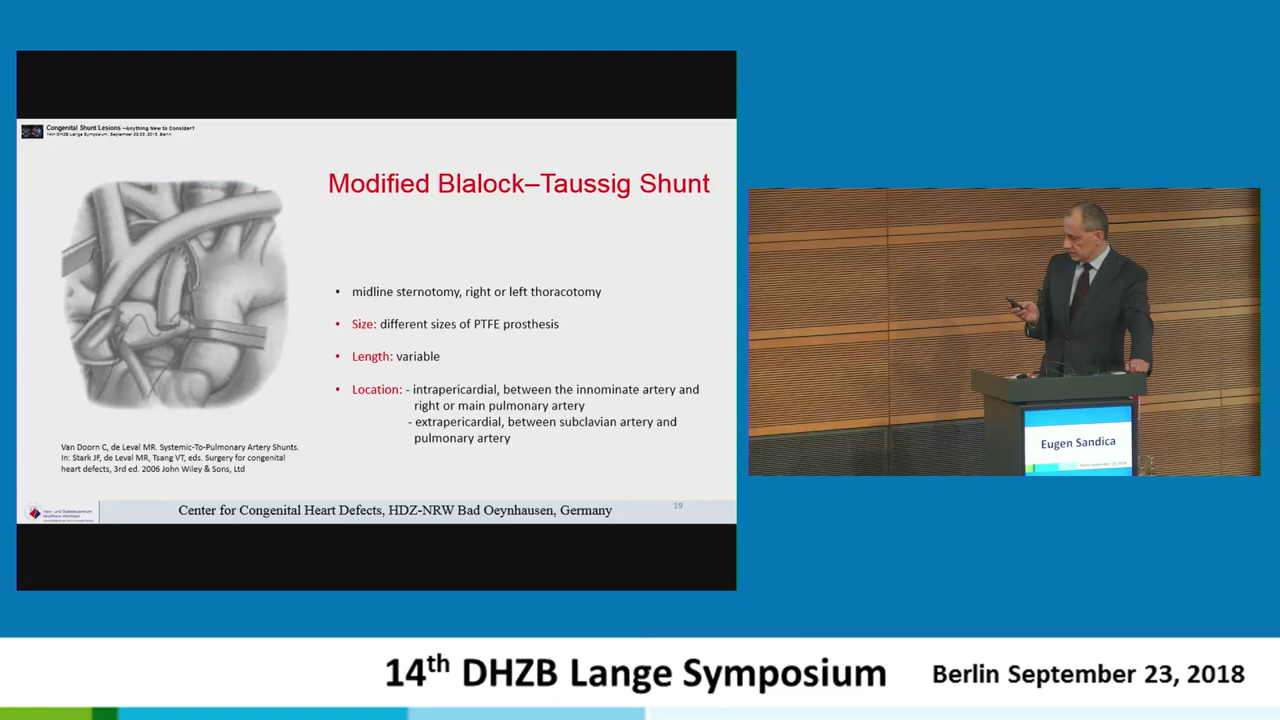 Congenital Shunt Lesions –Anything New to Consider?
14th DHZB Lange Symposium, September 22/23, 2018, Berlin
Modified Blalock–Taussig Shunt
• midline sternotomy, right or left thoracotomy
• Size: different sizes of PTFE prosthesis
• Length: variable
• Location: - intrapericardial, between the innominate artery and
right or main pulmonary artery
- extrapericardial, between subclavian artery and
pulmonary artery
Van Doorn C, de Leval MR. Systemic-To-Pulmonary Artery Shunts.
In: Stark JF, de Leval MR, Tsang VT, eds. Surgery for congenital
heart defects, 3rd ed. 2006 John Wiley & Sons, Ltd
Herz- und Diabeteszentrum
Nordrhein-Westfalen
Center for Congenital Heart Defects, HDZ-NRW Bad Oeynhausen, Germany
19
Eugen Sandica
14th DHZB Lange Symposium
Berlin September 23, 2018